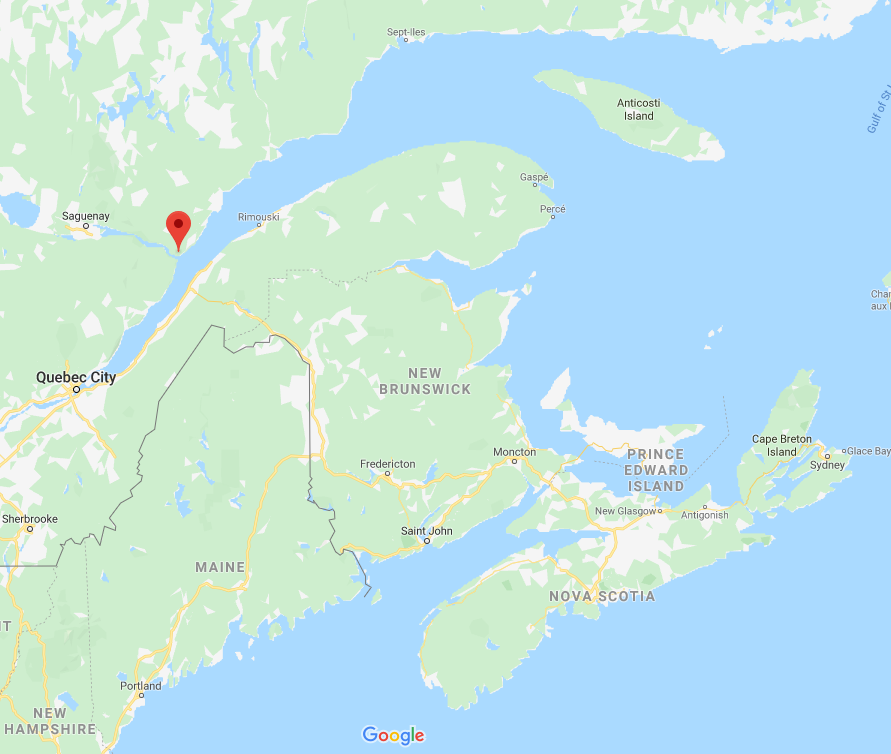 Sept-Iles
Anticosti
Island
Gulf of St
Gaspé
Percé
Saguenay
Rimouski
Quebec City
NEW
BRUNSWICK
Cape Breton
Island
Glace Bay
Sydney
Moncton
PRINCE
EDWARD
ISLAND
Fredericton
New Glasgow
Antigonish
Sherbrooke
Saint John
MAINE
NOVA SCOTIA
Portland
NEW
HAMPSHIRE
Google